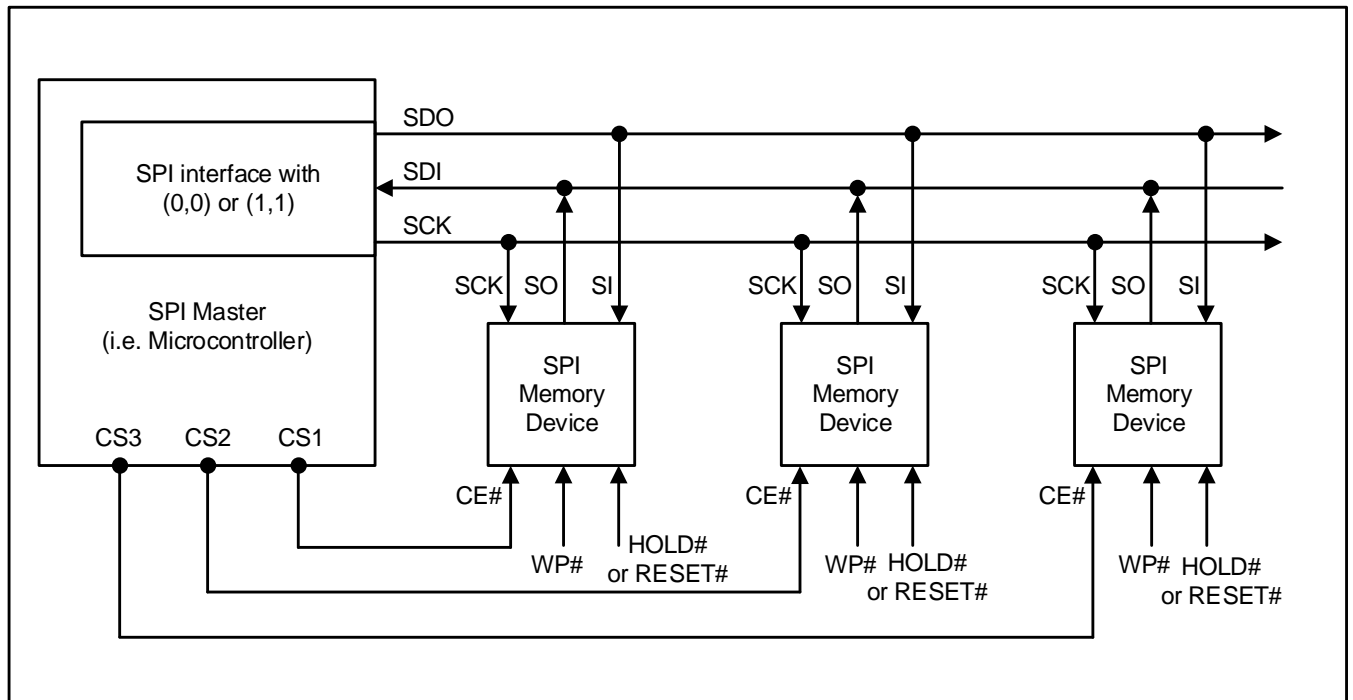 SDO
SPI interface with
(0,0) or (1,1)
SDI
SCK
SCK
SO
SI
SCK
SO
SI
SCK
SO
SI
SPI Master
(i.e. Microcontroller)
SPI
Memory
Device
SPI
Memory
Device
SPI
Memory
Device
CS3
CS2
CS1
CE#
WP#
HOLD#
or RESET#
CE#
WP#
HOLD#
or RESET#
CE#
WP#
HOLD#
or RESET#